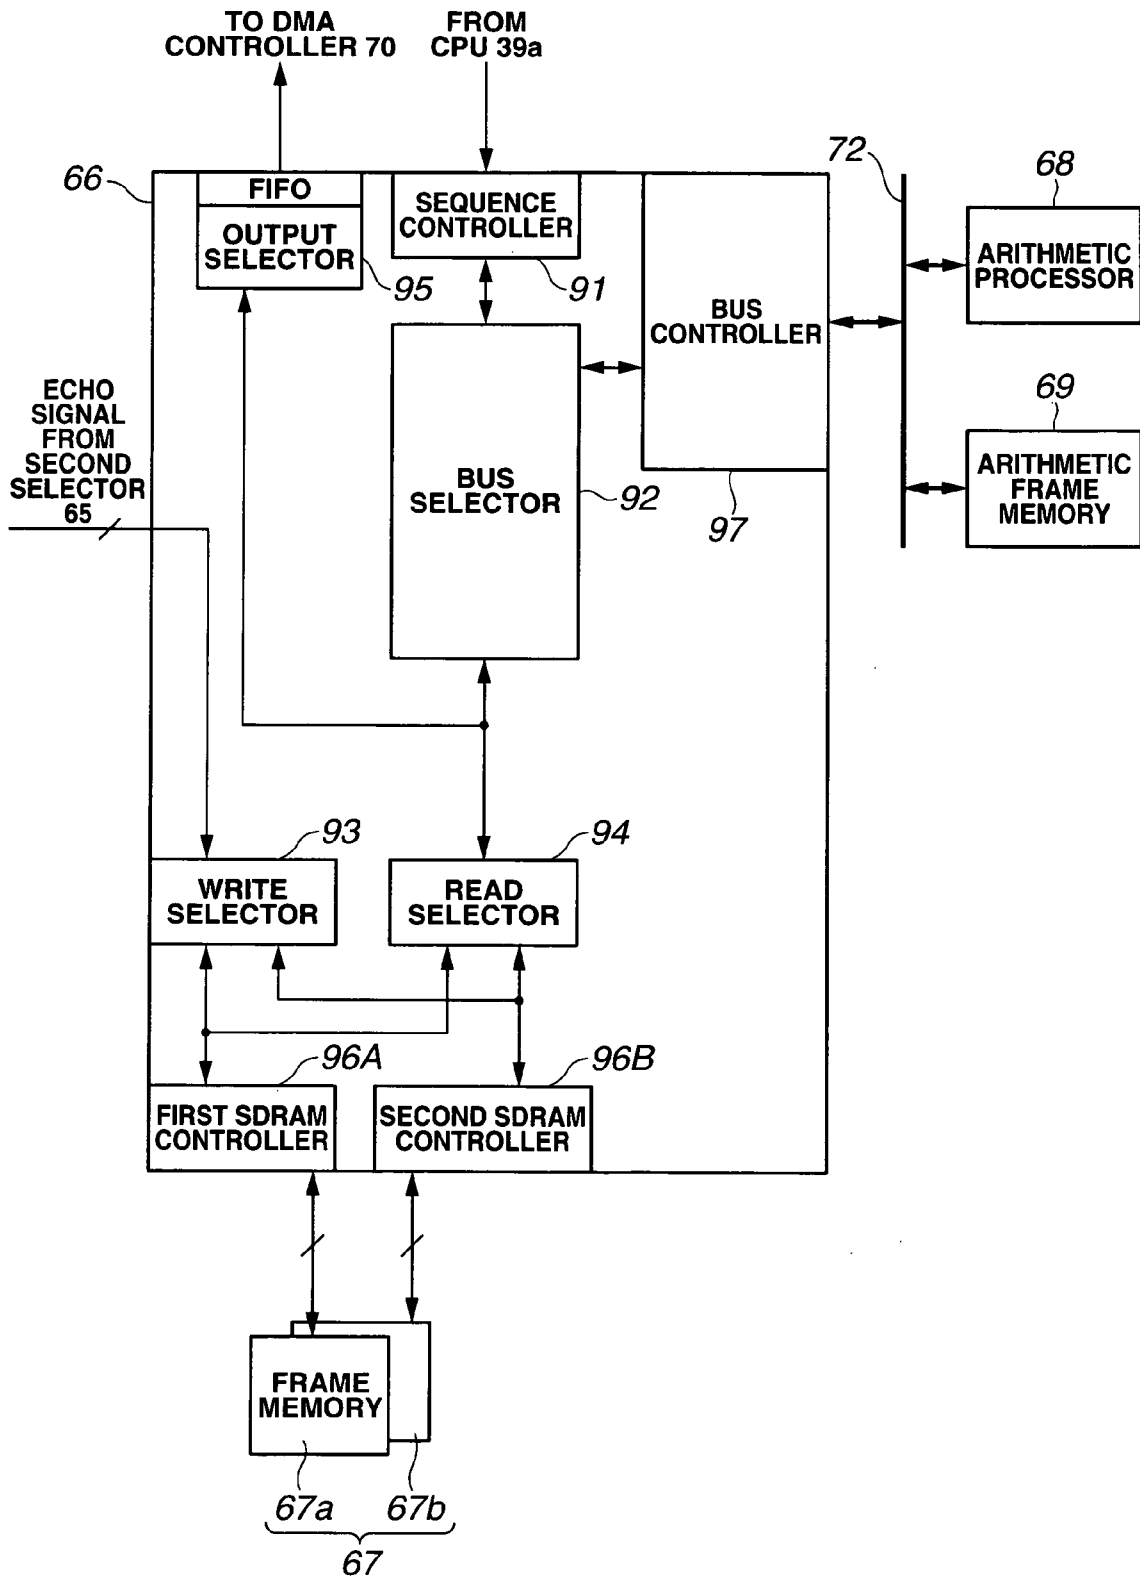 TO DMA
CONTROLLER 70
FROM
CPU 39a
66
FIFO
OUTPUT
SELECTOR
95
SEQUENCE
CONTROLLER
91
BUS
CONTROLLER
97
72
68
ARITHMETIC
PROCESSOR
69
ARITHMETIC
FRAME
MEMORY
ECHO
SIGNAL
FROM
SECOND
SELECTOR
65
BUS
SELECTOR
92
93
WRITE
SELECTOR
94
READ
SELECTOR
96A
FIRST SDRAM
CONTROLLER
96B
SECOND SDRAM
CONTROLLER
FRAME
MEMORY
67a
67b
67